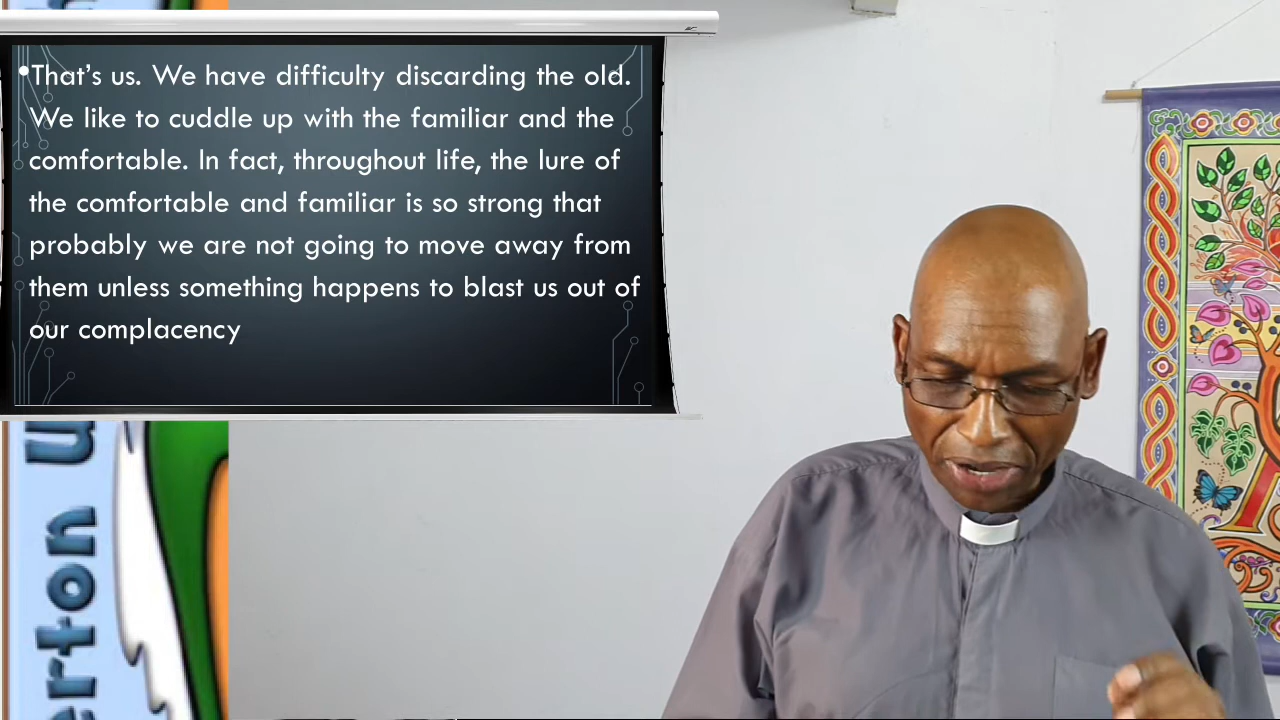 •That's us. We have difficulty discarding the old.
We like to cuddle up with the familiar and the
comfortable. In fact, throughout life, the lure of
the comfortable and familiar is so strong that
probably we are not going to move away from
them unless something happens to blast us out of
our complacency
erton u